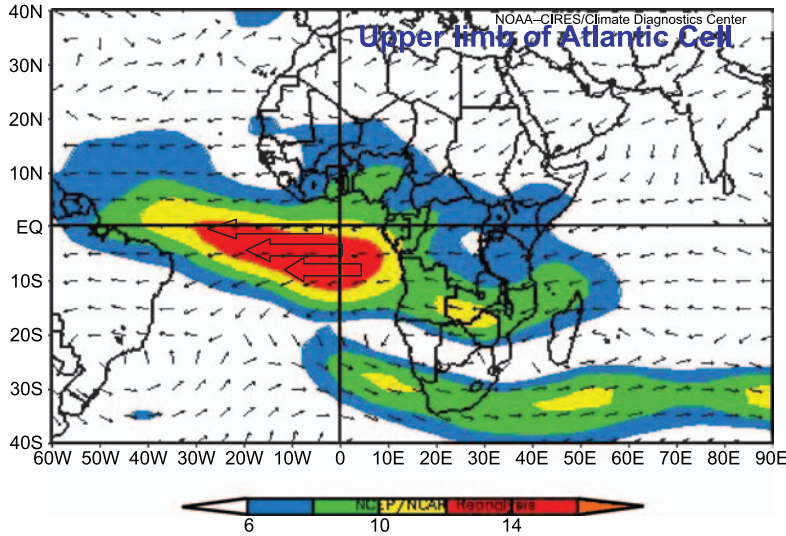 NOAA–CIRES/Climate Diagnostics Center
Upper limb of Atlantic Cell
40N
30N
20N
10N
EQ
10S
20S
30S
40S
60W 50W 40W 30W 20W 10W 0 10E 20E 30E 40E 50E 60E 70E 80E 90E
NCEP/NCAR Reanalysis
6 10 14